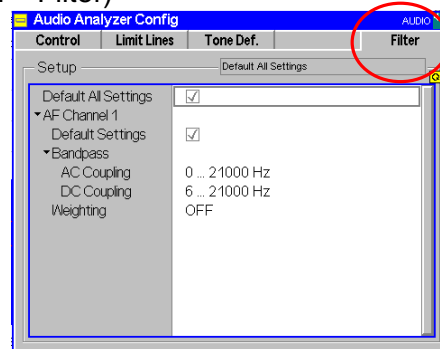 Filter)
Audio Analyzer Config AUDIO
Control Limit Lines Tone Def. Filter
Setup Default All Settings
Default All Settings
AF Channel 1
Default Settings
Bandpass
AC Coupling 0 ... 21000 Hz
DC Coupling 6 ... 21000 Hz
Weighting OFF